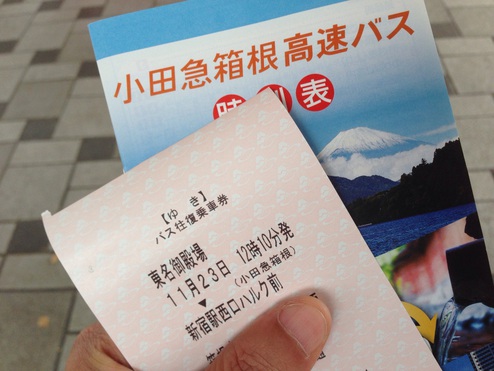 小田急箱根高速バス
時刻表
【ゆ き】
バス往復乗車券
東名御殿場
11月23日 12時10分発
▼ (小田急箱根)
新宿駅西口ハルク前